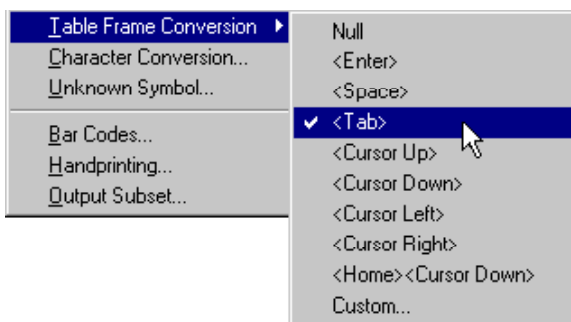 Table Frame Conversion
Character Conversion...
Unknown Symbol...
Bar Codes...
Handprinting...
Output Subset...
Null
<Enter>
<Space>
<Tab>
<Cursor Up>
<Cursor Down>
<Cursor Left>
<Cursor Right>
<Home><Cursor Down>
Custom...